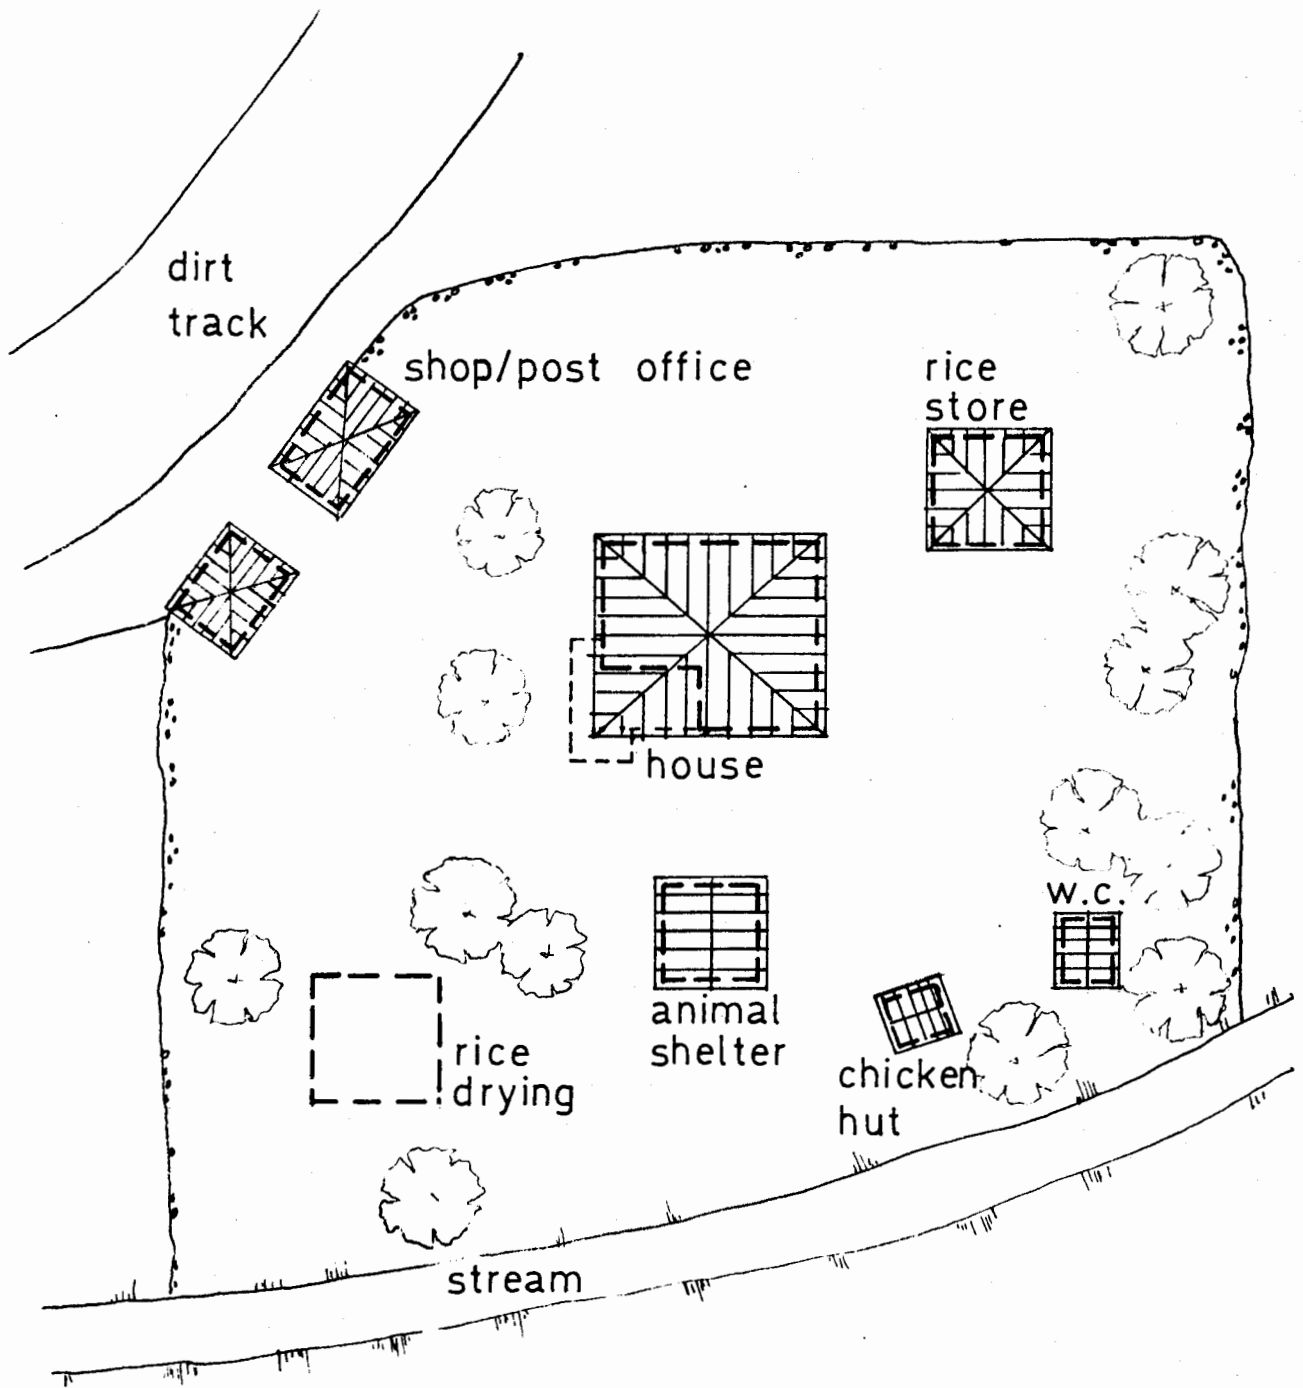 dirt
track
shop/post office
rice
store
house
w.c.
animal
shelter
rice
drying
chicken
hut
stream